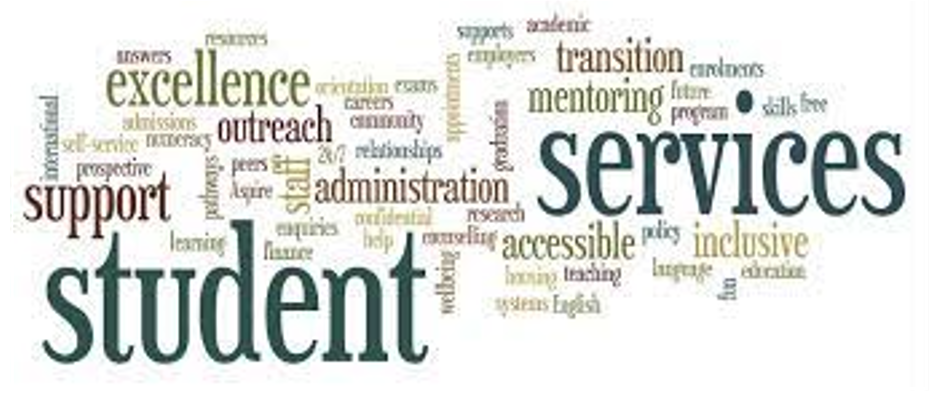 supports academic
resources
answers
employers
transition
excellence
enrolments
orientation exams
appointments
mentoring
future
careers
program
skills free
international
admissions
outreach
community
graduation
self-service
numeracy
services
24/7
relationships
prospective
pathways
peers
staff
support
Aspire
administration
confidential
research
enquiries
help
counselling
accessible
policy
inclusive
learning
finance
student
wellbeing
housing
teaching
language
education
fun
systems English